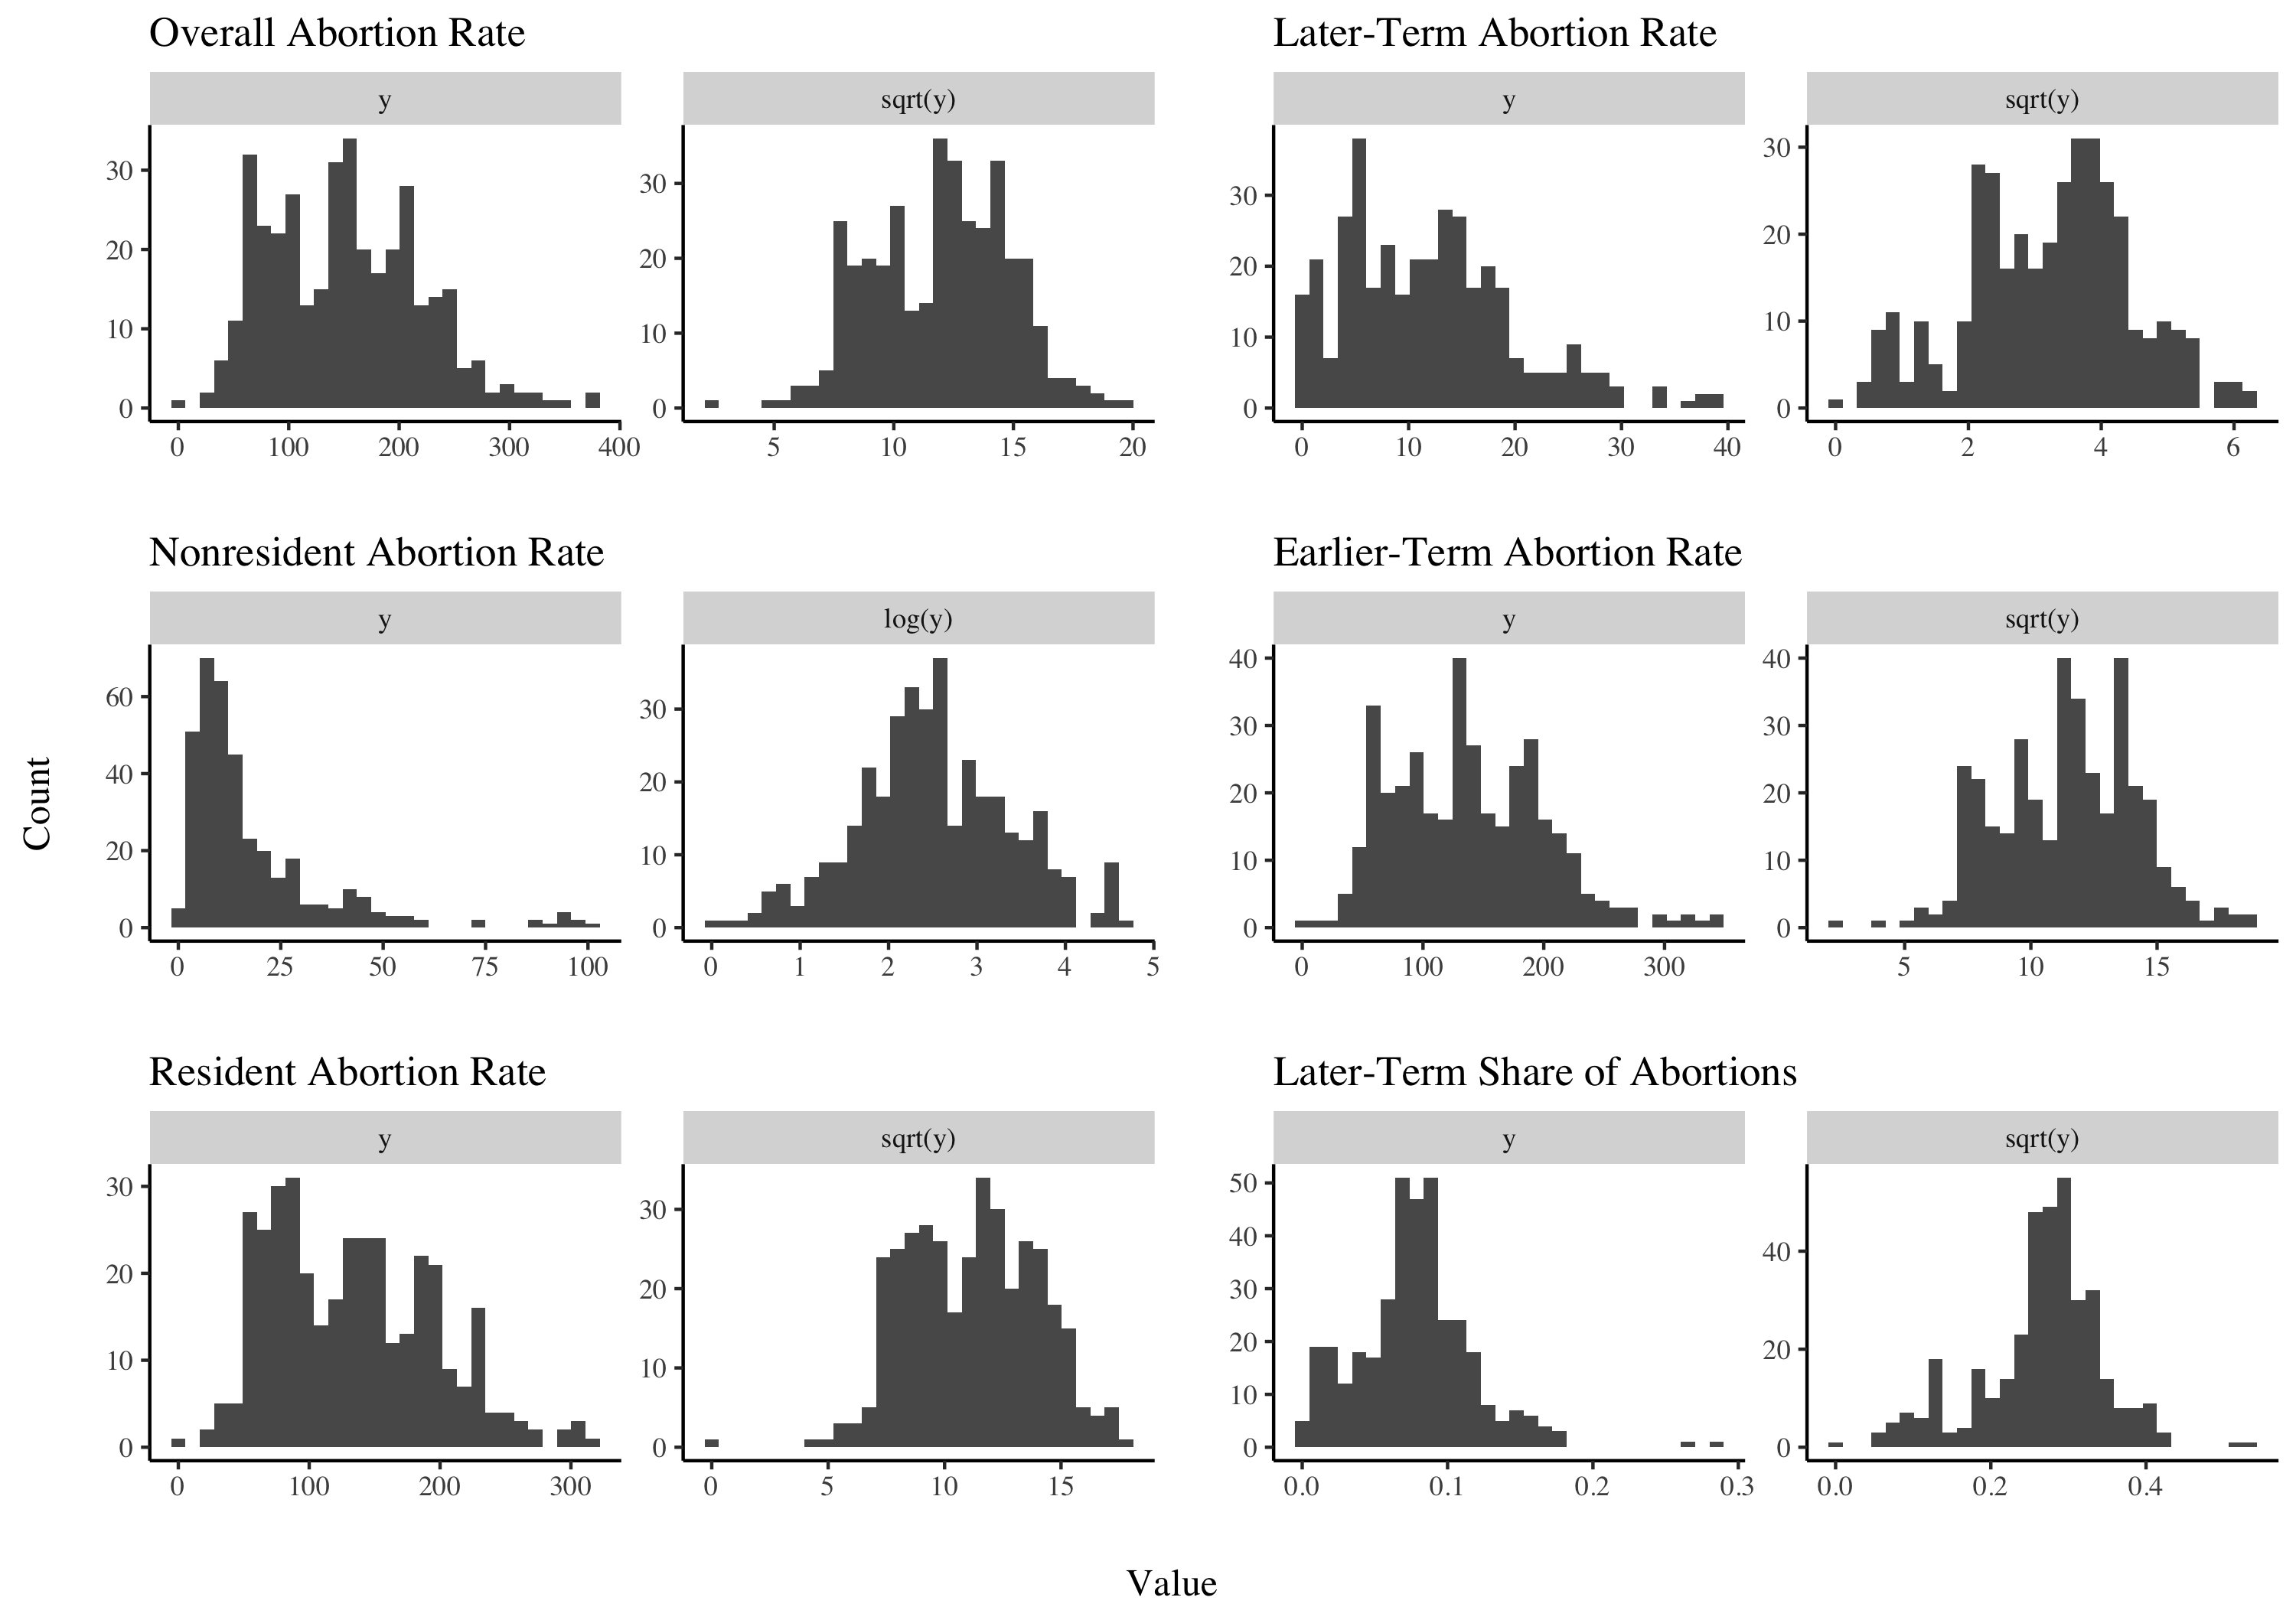 Overall Abortion Rate
Later-Term Abortion Rate
y
sqrt(y)
y
sqrt(y)
30
20
10
0
0 100 200 300 400
30
20
10
0
5 10 15 20
30
20
10
0
0 10 20 30 40
30
20
10
0
0 2 4 6
Nonresident Abortion Rate
Earlier-Term Abortion Rate
y
log(y)
y
sqrt(y)
60
40
20
0
0 25 50 75 100
30
20
10
0
0 1 2 3 4 5
40
30
20
10
0
0 100 200 300
40
30
20
10
0
5 10 15
Resident Abortion Rate
Later-Term Share of Abortions
y
sqrt(y)
y
sqrt(y)
30
20
10
0
0 100 200 300
30
20
10
0
0 5 10 15
50
40
30
20
10
0
0.0 0.1 0.2 0.3
40
20
0
0.0 0.2 0.4
Count
Value